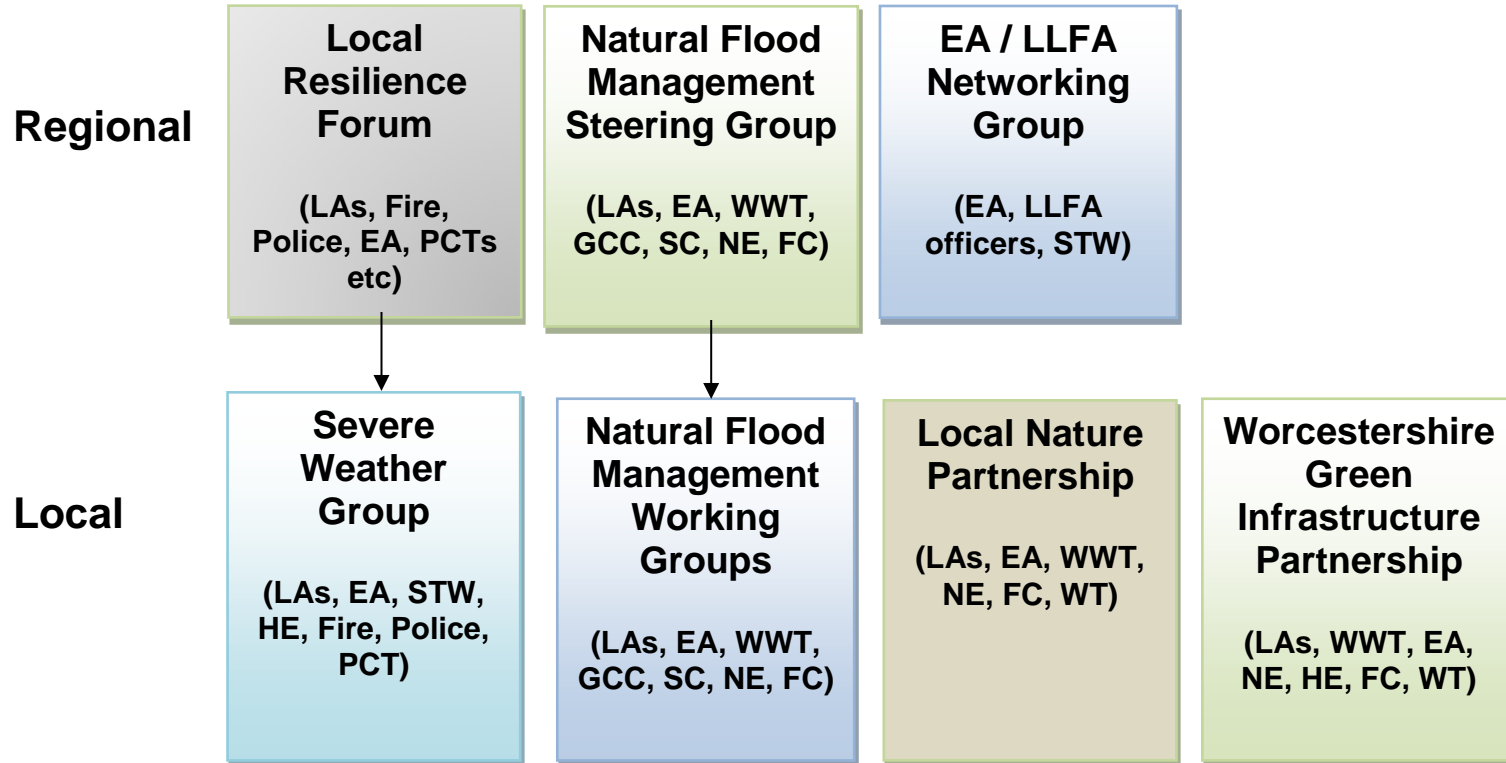 Regional
Local
Resilience
Forum
(LAs, Fire,
Police, EA, PCTs
etc)
Natural Flood
Management
Steering Group
(LAs, EA, WWT,
GCC, SC, NE, FC)
EA / LLFA
Networking
Group
(EA, LLFA
officers, STW)
Local
Severe
Weather
Group
(LAs, EA, STW,
HE, Fire, Police,
PCT)
Natural Flood
Management
Working
Groups
(LAs, EA, WWT,
GCC, SC, NE, FC)
Local Nature
Partnership
(LAs, EA, WWT,
NE, FC, WT)
Worcestershire
Green
Infrastructure
Partnership
(LAs, WWT, EA,
NE, HE, FC, WT)